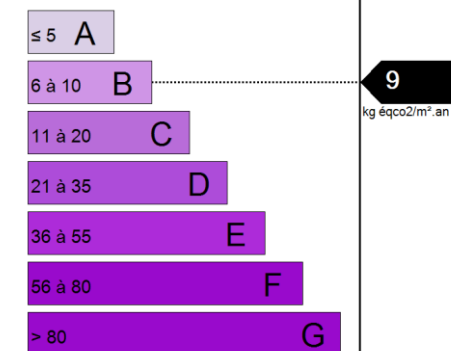 ≤ 5 A
6 à 10 B 9
kg éqco2/m².an
11 à 20 C
21 à 35 D
36 à 55 E
56 à 80 F
> 80 G